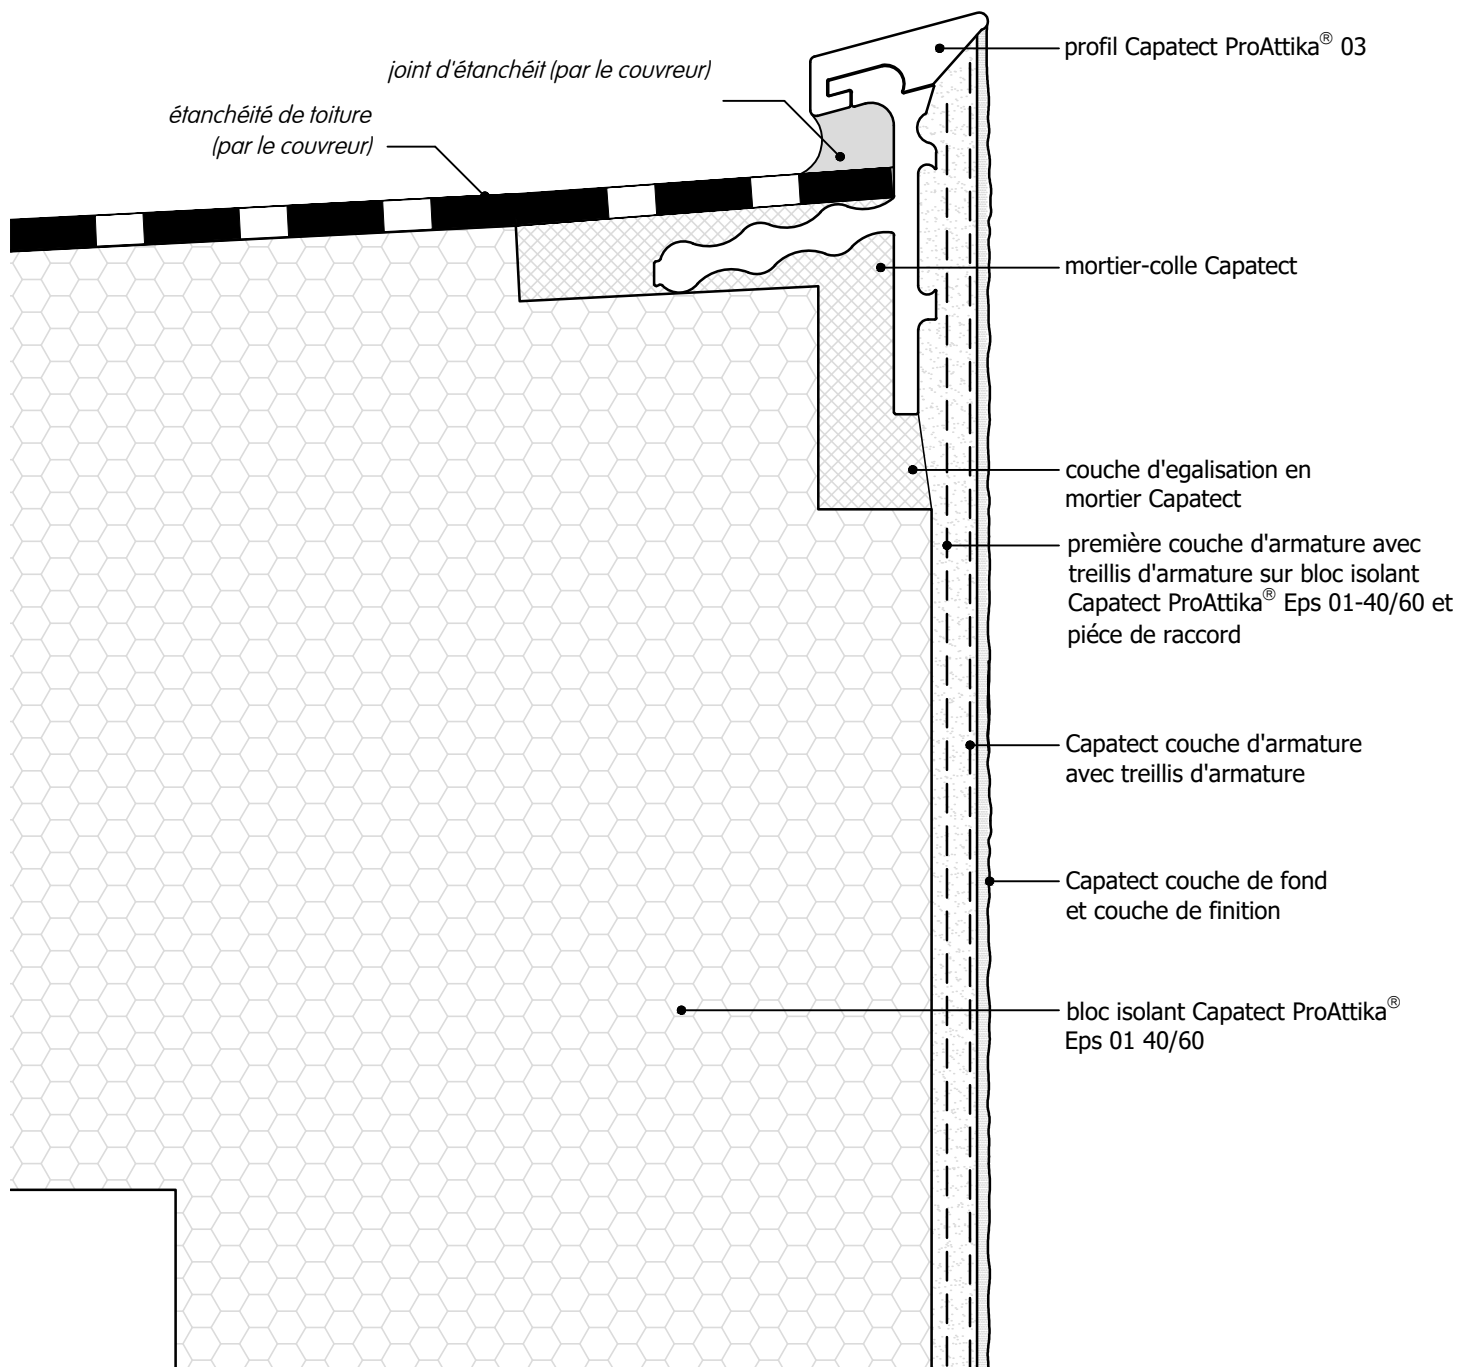 profil Capatect ProAttika® 03
joint d'étanchéit (par le couvreur)
étanchéité de toiture
(par le couvreur)
mortier-colle Capatect
couche d'egalisation en
mortier Capatect
première couche d'armature avec
treillis d'armature sur bloc isolant
Capatect ProAttika® Eps 01-40/60 et
piéce de raccord
Capatect couche d'armature
avec treillis d'armature
Capatect couche de fond
et couche de finition
bloc isolant Capatect ProAttika®
Eps 01 40/60